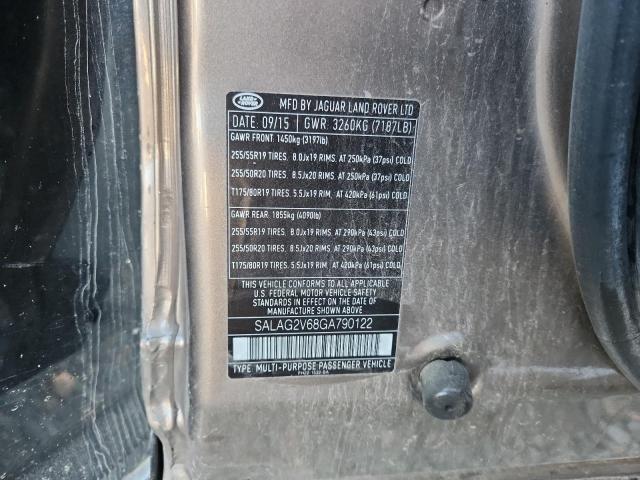 LAND ROVER
MFD BY JAGUAR LAND ROVER LTD
DATE: 09/15 GWR: 3260KG (7187LB)
GAWR FRONT: 1450kg (3197lb)
255/55R19 TIRES. 8.0Jx19 RIMS. AT 250kPa (37psi) COLD
255/50R20 TIRES. 8.5Jx20 RIMS. AT 250kPa (37psi) COLD
T175/80R19 TIRES. 5.5Jx19 RIM. AT 420kPa (61psi) COLD
GAWR REAR: 1855kg (4090lb)
255/55R19 TIRES. 8.0Jx19 RIMS. AT 290kPa (43psi) COLD
255/50R20 TIRES. 8.5Jx20 RIMS. AT 290kPa (43psi) COLD
T175/80R19 TIRES. 5.5Jx19 RIM. AT 420kPa (61psi) COLD
THIS VEHICLE CONFORMS TO ALL APPLICABLE
U.S. FEDERAL MOTOR VEHICLE SAFETY STANDARDS
IN EFFECT ON THE DATE OF MANUFACTURE
SHOWN ABOVE
SALAG2V68GA790122
TYPE: MULTI-PURPOSE PASSENGER VEHICLE